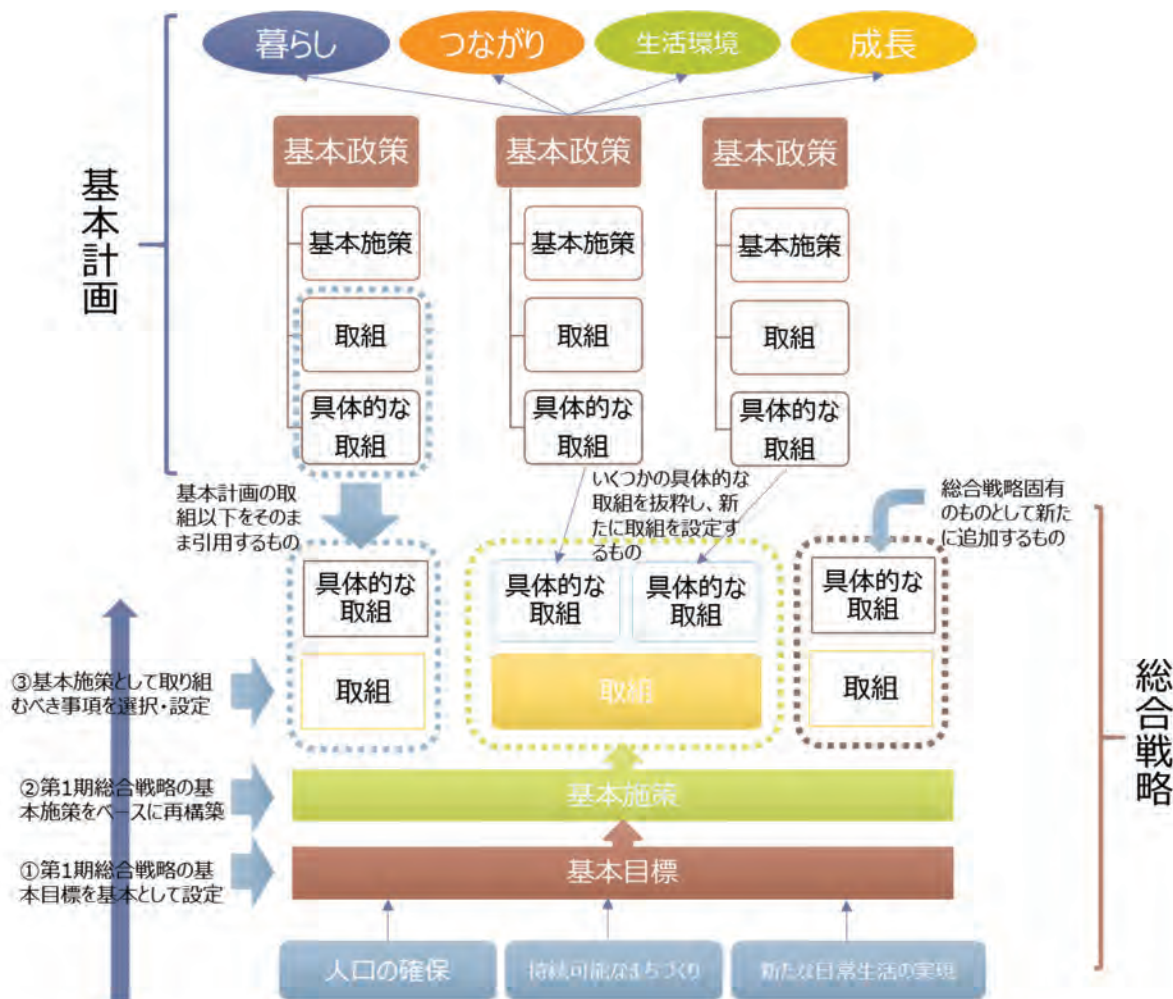 暮らし
つながり
生活環境
成長
基本計画
基本政策
基本政策
基本政策
基本施策
基本施策
基本施策
取組
取組
取組
具体的な
取組
具体的な
取組
具体的な
取組
基本計画の取
組以下をそのま
ま引用するもの
いくつかの具体的な
取組を抜粋し、新
たに取組を設定す
るもの
総合戦略固有
のものとして新た
に追加するもの
具体的な
取組
具体的な
取組
具体的な
取組
具体的な
取組
③基本施策として取り組
むべき事項を選択・設定
取組
取組
取組
総合戦略
②第1期総合戦略の基
本施策をベースに再構築
基本施策
①第1期総合戦略の基
本目標を基本として設定
基本目標
人口の確保
持続可能なまちづくり
新たな日常生活の実現